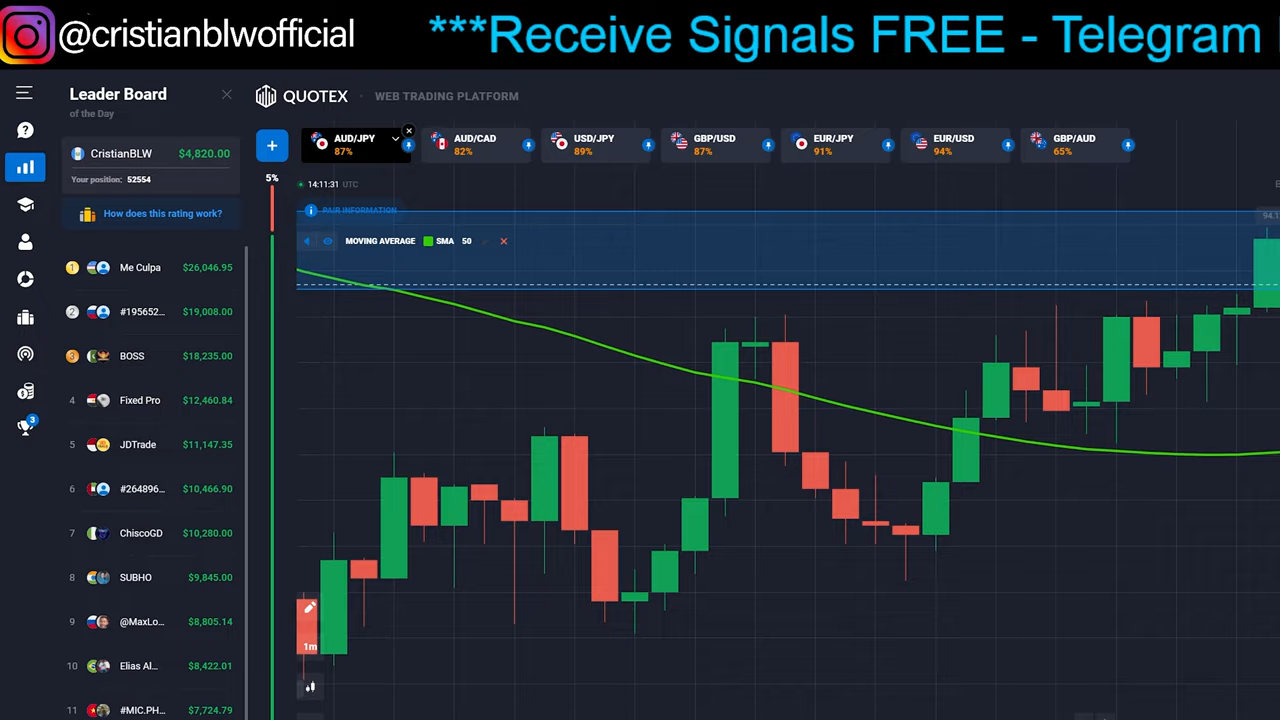 @cristianblwofficial
***Receive Signals FREE - Telegram
Leader Board
of the Day
CristianBLW $4,820.00
Your position: 52554
How does this rating work?
1 Me Culpa $26,046.95
2 #195652... $19,008.00
3 BOSS $18,235.00
4 Fixed Pro $12,460.84
5 JDTrade $11,147.35
6 #264896... $10,466.90
7 ChiscoGD $10,280.00
8 SUBHO $9,845.00
9 @MaxLo... $8,805.14
10 Elias Al... $8,422.01
11 #MIC.PH... $7,724.79
3
QUOTEX
WEB TRADING PLATFORM
AUD/JPY
87%
AUD/CAD
82%
USD/JPY
89%
GBP/USD
87%
EUR/JPY
91%
EUR/USD
94%
GBP/AUD
65%
5%
14:11:31 UTC
PAIR INFORMATION
94.1
MOVING AVERAGE SMA 50
1m